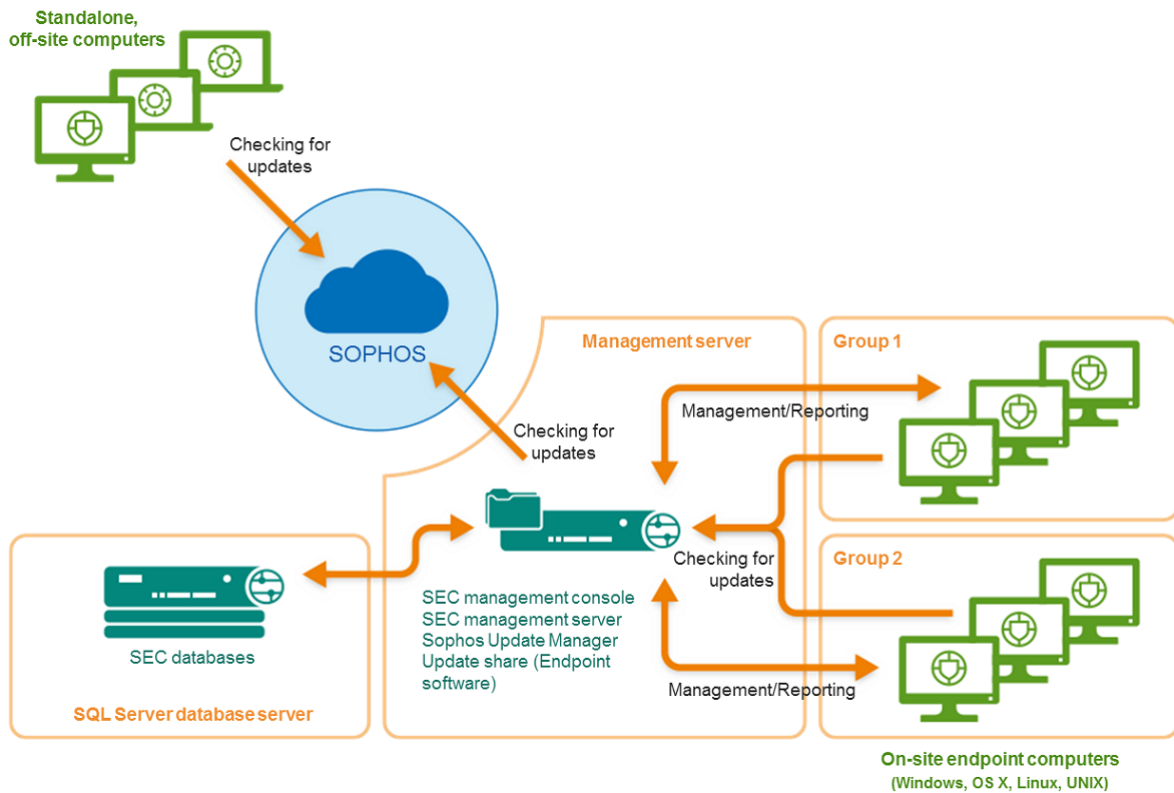 Standalone,
off-site computers
Checking for
updates
SOPHOS
Management server
Group 1
Management/Reporting
Checking for
updates
Checking for
updates
Group 2
SEC management console
SEC management server
Sophos Update Manager
Update share (Endpoint
software)
SEC databases
Management/Reporting
SQL Server database server
On-site endpoint computers
(Windows, OS X, Linux, UNIX)